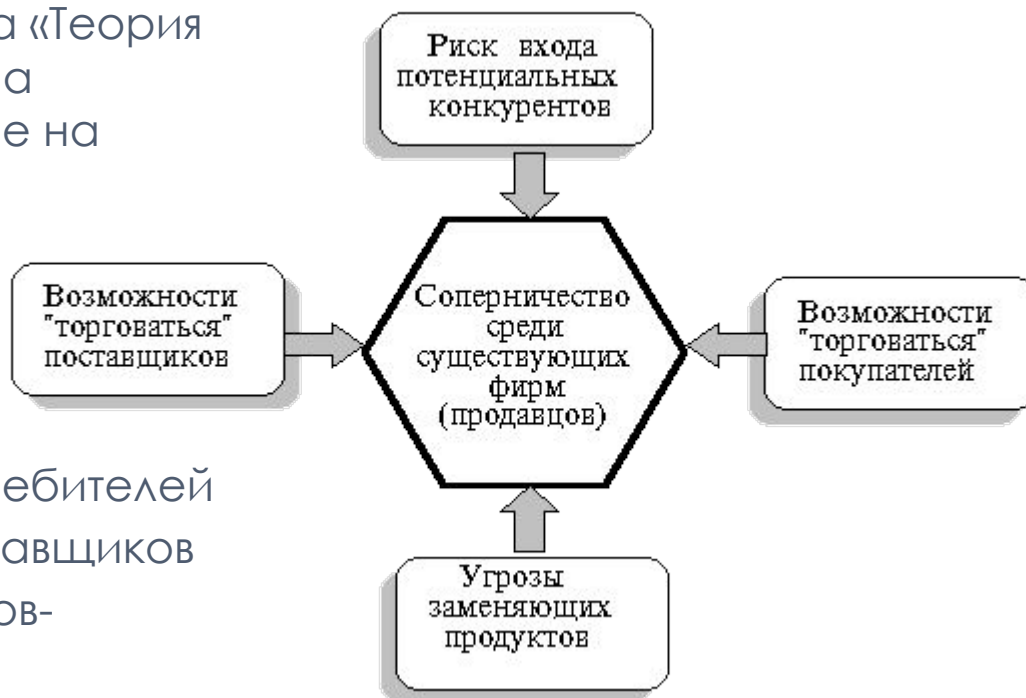 а «Теория
а
е на
ебителей
авщиков
ов-
Риск входа
потенциальных
конкурентов
Возможности
"торговаться"
поставщиков
Соперничество
среди
существующих
фирм
(продавцов)
Возможности
"торговаться"
покупателей
Угрозы
заменяющих
продуктов